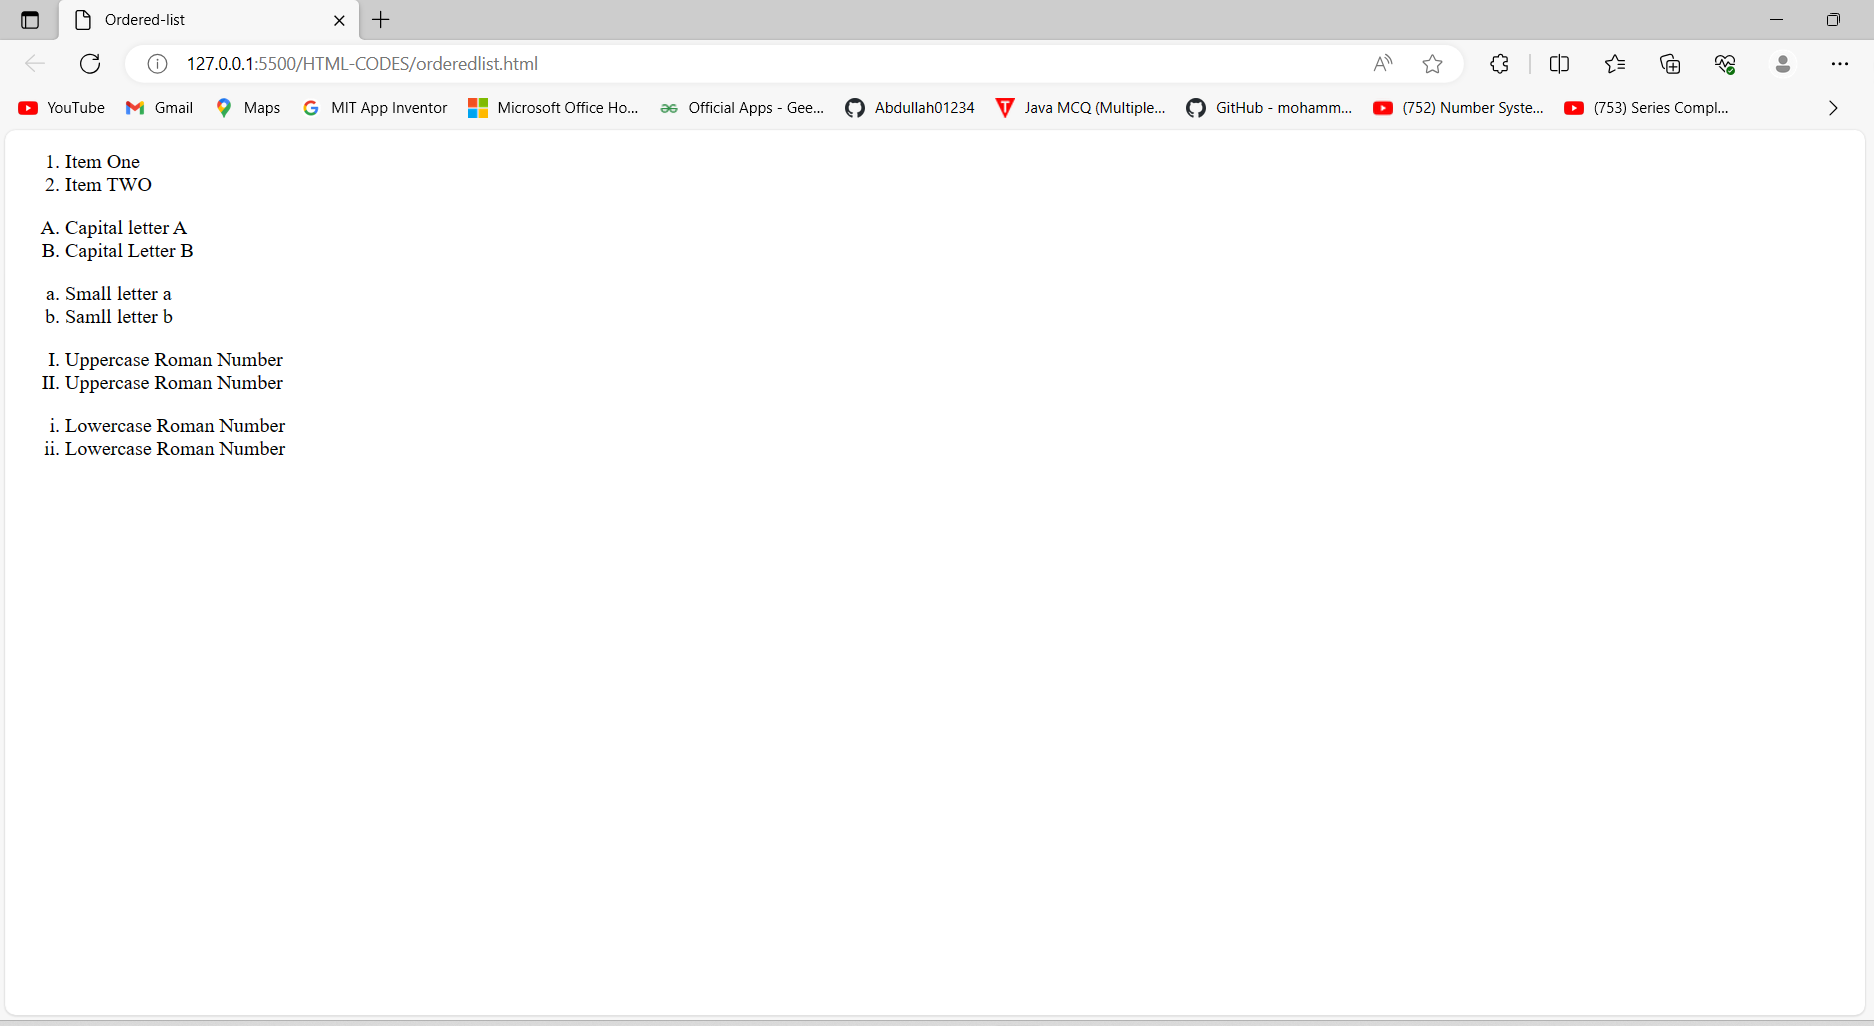 Ordered-list
127.0.0.1:5500/HTML-CODES/orderedlist.html
YouTube Gmail Maps MIT App Inventor Microsoft Office Ho... Official Apps - Gee... Abdullah01234 Java MCQ (Multiple... GitHub - mohamm... (752) Number Syste... (753) Series Compl...
1. Item One
2. Item TWO
A. Capital letter A
B. Capital Letter B
a. Small letter a
b. Samll letter b
I. Uppercase Roman Number
II. Uppercase Roman Number
i. Lowercase Roman Number
ii. Lowercase Roman Number